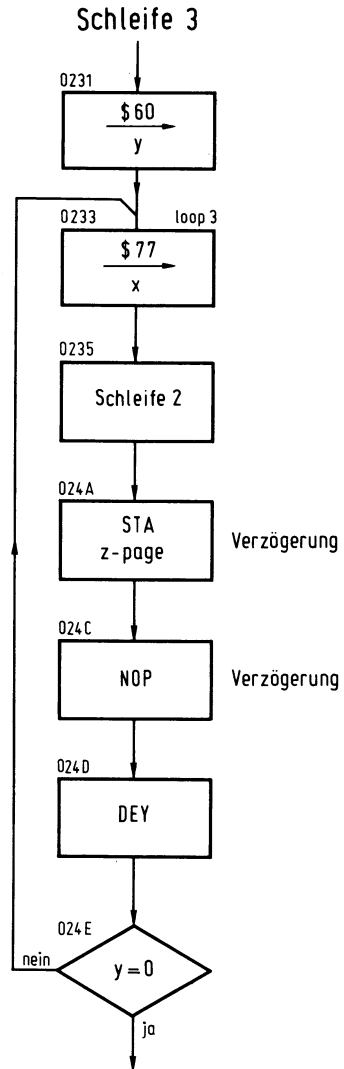 Schleife 3
0231
$60
y
0233 loop 3
$77
x
0235
Schleife 2
024A
STA
z-page
Verzögerung
024C
NOP
Verzögerung
024D
DEY
024E
nein
y = 0
ja